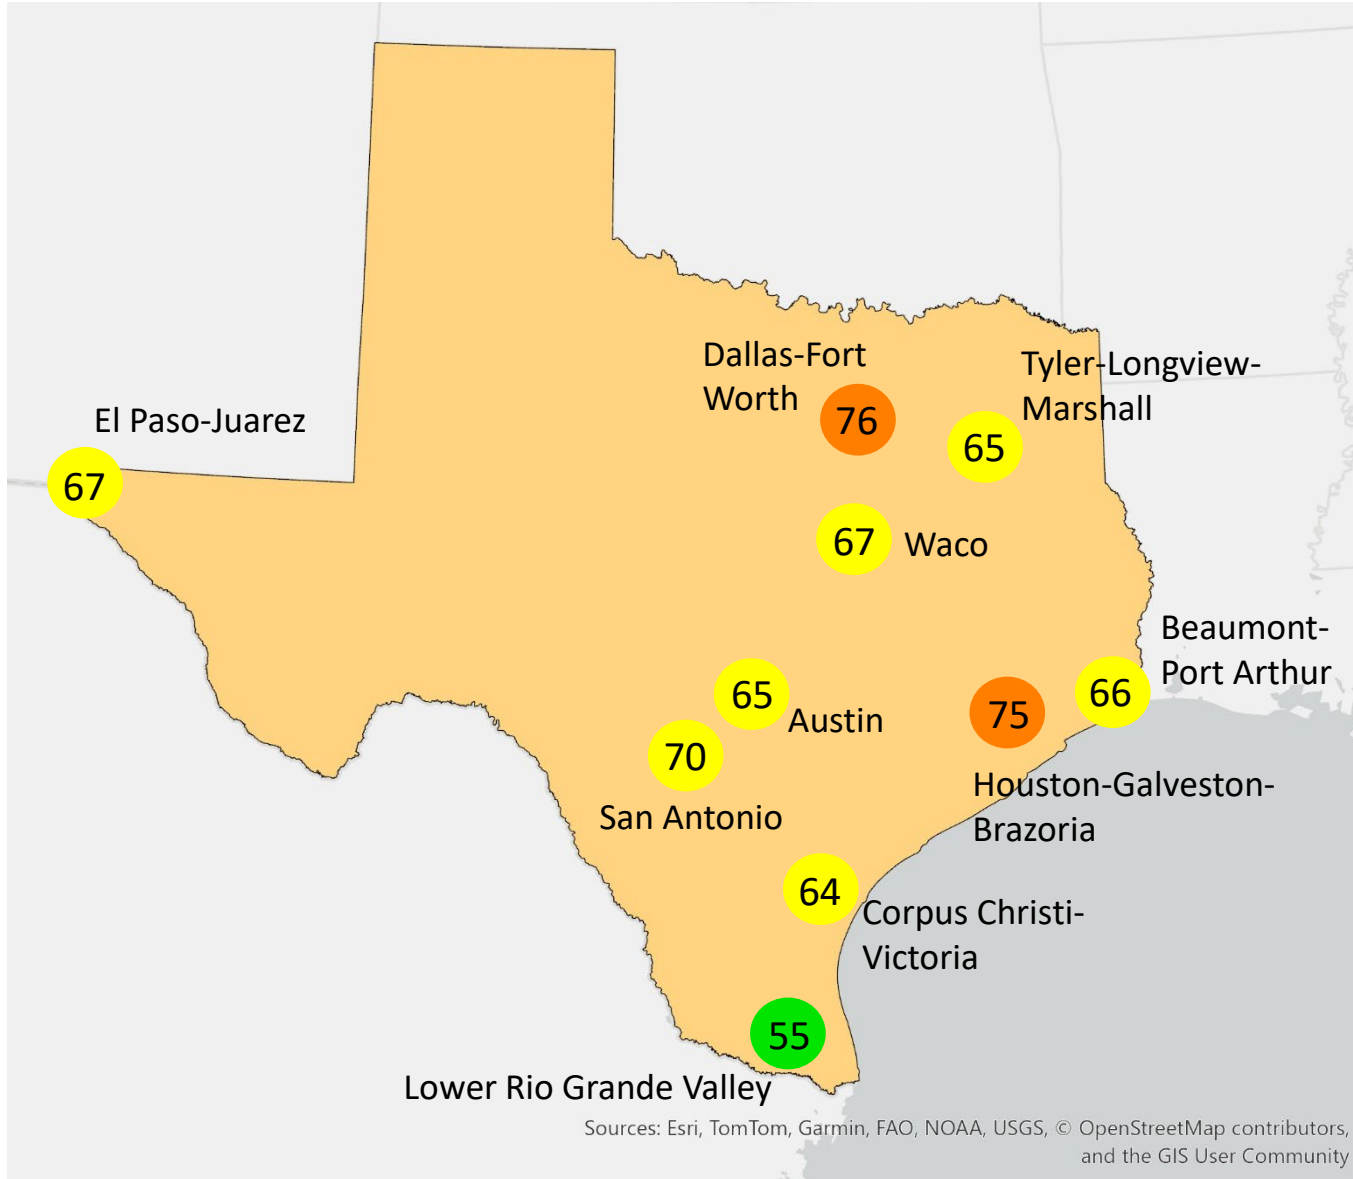 Dallas-Fort
Worth
76
Tyler-Longview-
Marshall
65
El Paso-Juarez
67
67
Waco
Beaumont-
Port Arthur
66
65
Austin
75
Houston-Galveston-
Brazoria
70
San Antonio
64
Corpus Christi-
Victoria
55
Lower Rio Grande Valley
Sources: Esri, TomTom, Garmin, FAO, NOAA, USGS, © OpenStreetMap contributors,
and the GIS User Community